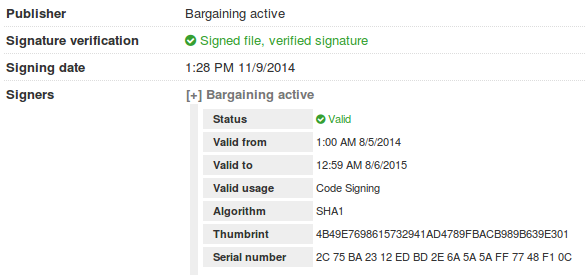 Publisher Bargaining active
Signature verification Signed file, verified signature
Signing date 1:28 PM 11/9/2014
Signers [+] Bargaining active
Status Valid
Valid from 1:00 AM 8/5/2014
Valid to 12:59 AM 8/6/2015
Valid usage Code Signing
Algorithm SHA1
Thumbrint 4B49E7698615732941AD4789FBACB989B639E301
Serial number 2C 75 BA 23 12 ED BD 2E 6A 5A 5A FF 77 48 F1 0C